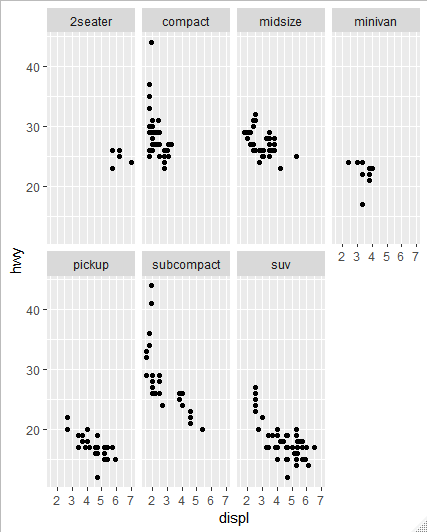 2seater compact midsize minivan
40
30
20
2 3 4 5 6 7
hwy
pickup subcompact suv
40
30
20
2 3 4 5 6 7 2 3 4 5 6 7 2 3 4 5 6 7
displ